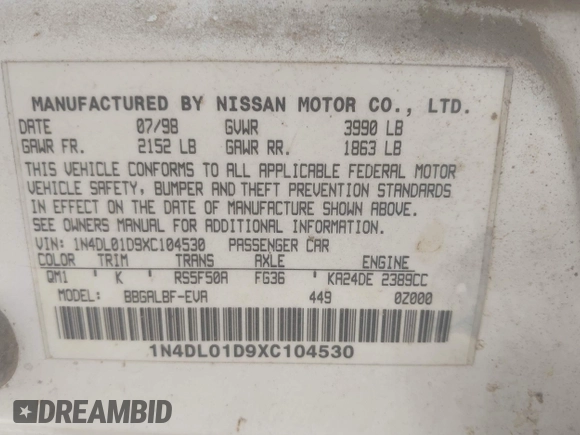 MANUFACTURED BY NISSAN MOTOR CO., LTD.
DATE 07/98 GVWR 3990 LB
GAWR FR. 2152 LB GAWR RR. 1863 LB
THIS VEHICLE CONFORMS TO ALL APPLICABLE FEDERAL MOTOR
VEHICLE SAFETY, BUMPER AND THEFT PREVENTION STANDARDS
IN EFFECT ON THE DATE OF MANUFACTURE SHOWN ABOVE.
SEE OWNERS MANUAL FOR ADDITIONAL INFORMATION.
VIN: 1N4DL01D9XC104530 PASSENGER CAR
COLOR TRIM TRANS AXLE ENGINE
QM1 K RS5F50A FG36 KA24DE 2389CC
MODEL: BBGALBF-EVA 449 0Z000
1N4DL01D9XC104530
DREAMBID